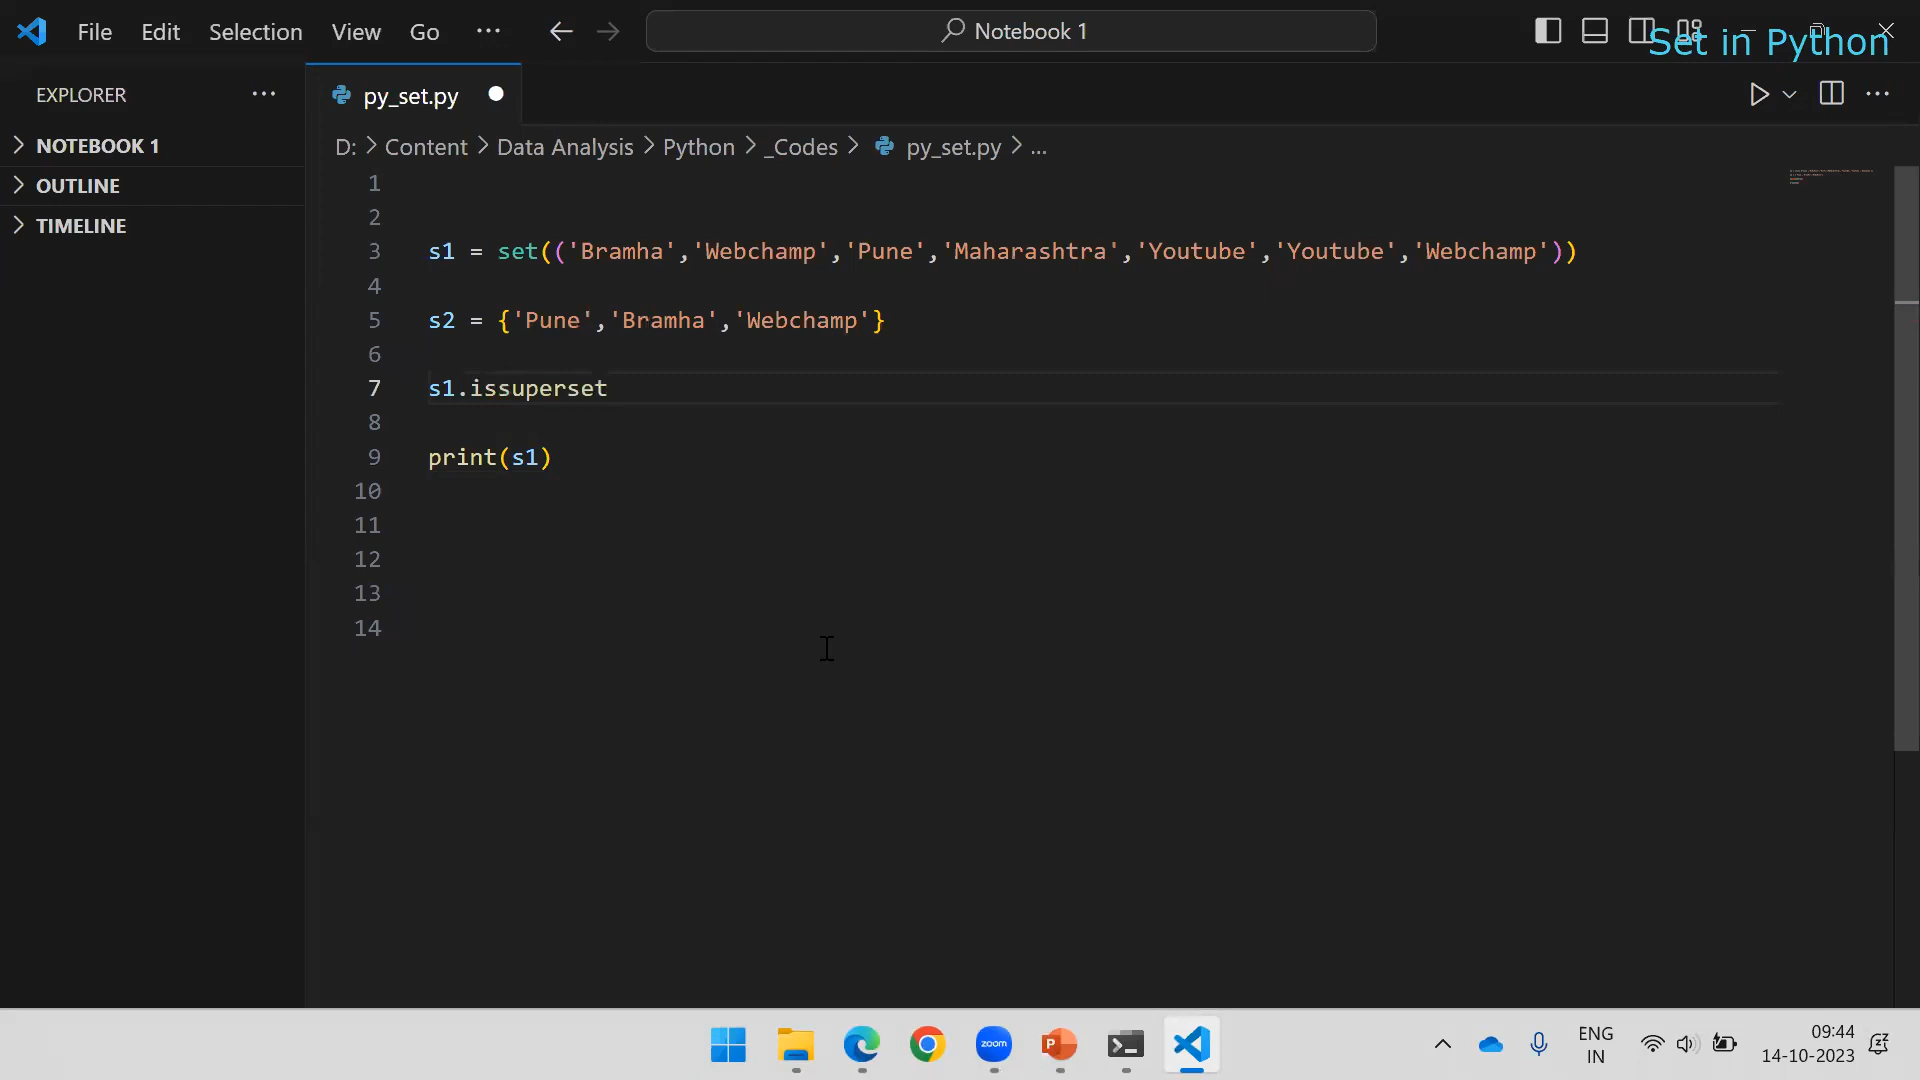 File Edit Selection View Go ··· Notebook 1
Set in Python
EXPLORER ···
py_set.py
NOTEBOOK 1
OUTLINE
TIMELINE
D: > Content > Data Analysis > Python > _Codes > py_set.py > ...
1
2
3 s1 = set(('Bramha','Webchamp','Pune','Maharashtra','Youtube','Youtube','Webchamp'))
4
5 s2 = {'Pune','Bramha','Webchamp'}
6
7 s1.issuperset
8
9 print(s1)
10
11
12
13
14
zoom
P
ENG
IN
09:44
14-10-2023